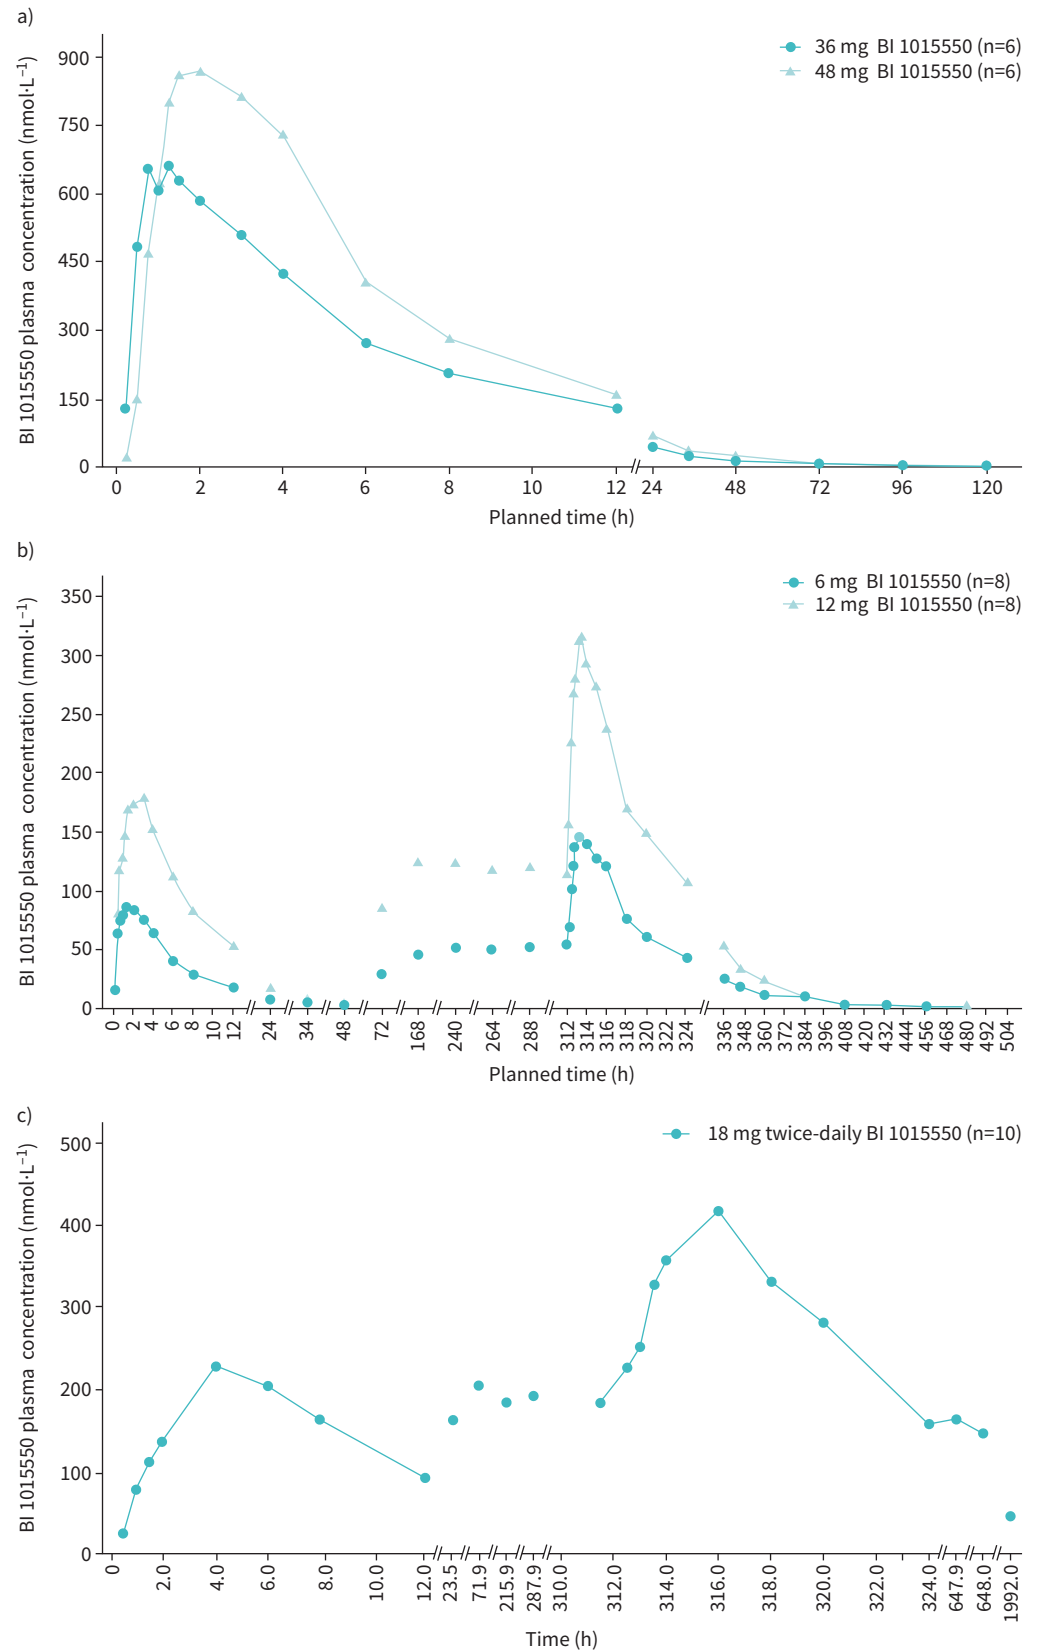 a)
36 mg BI 1015550 (n=6)
48 mg BI 1015550 (n=6)
BI 1015550 plasma concentration (nmol·L⁻¹)
900
750
600
450
300
150
0
0 2 4 6 8 10 12 24 48 72 96 120
Planned time (h)
b)
6 mg BI 1015550 (n=8)
12 mg BI 1015550 (n=8)
BI 1015550 plasma concentration (nmol·L⁻¹)
350
300
250
200
150
100
50
0
0 2 4 6 8 10 12 24 34 48 72 168 240 264 288 312 314 316 318 320 322 324 336 348 360 372 384 396 408 420 432 444 456 468 480 492 504
Planned time (h)
c)
18 mg twice-daily BI 1015550 (n=10)
BI 1015550 plasma concentration (nmol·L⁻¹)
500
400
300
200
100
0
0 2.0 4.0 6.0 8.0 10.0 12.0 23.5 71.9 215.9 287.9 310.0 312.0 314.0 316.0 318.0 320.0 322.0 324.0 647.9 648.0 1992.0
Time (h)